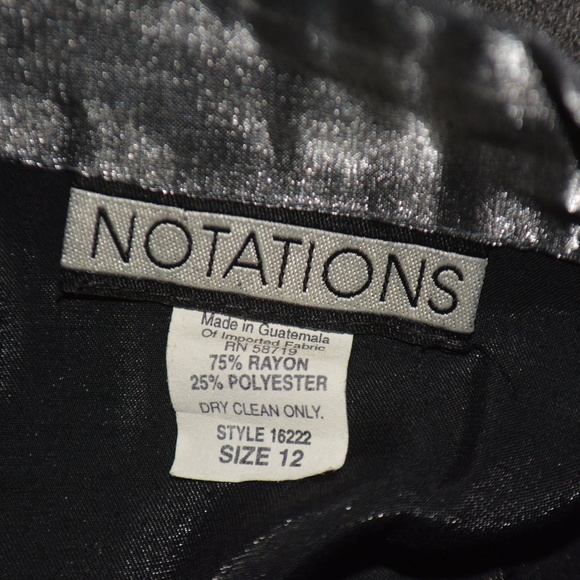 NOTATIONS
Made in Guatemala
Of Imported Fabric
RN 58719
75% RAYON
25% POLYESTER
DRY CLEAN ONLY.
STYLE 16222
SIZE 12